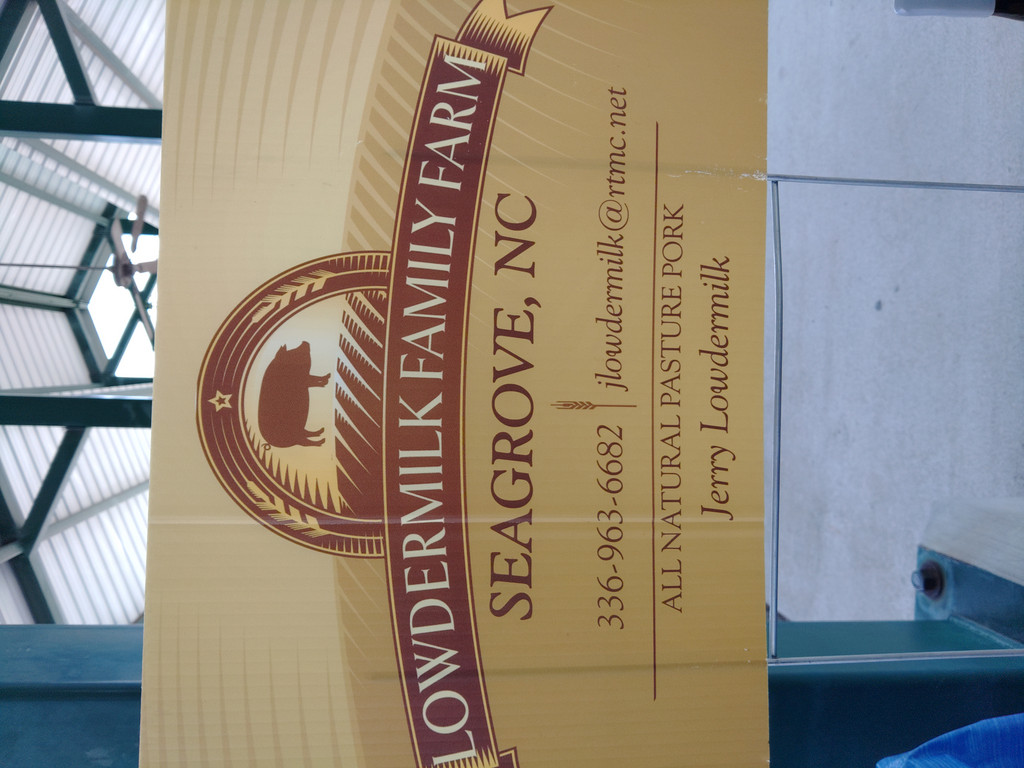 LOWDERMILK FAMILY FARM
SEAGROVE, NC
336-963-6682 jlowdermilk@rtmc.net
ALL NATURAL PASTURE PORK
Jerry Lowdermilk